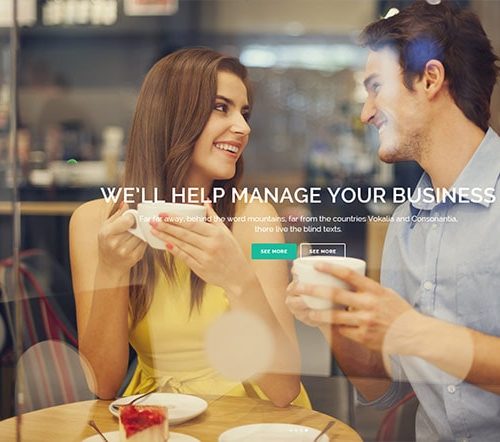 WE'LL HELP MANAGE YOUR BUSINESS
Far far away, behind the word mountains, far from the countries Vokalia and Consonantia,
there live the blind texts.
SEE MORE SEE MORE